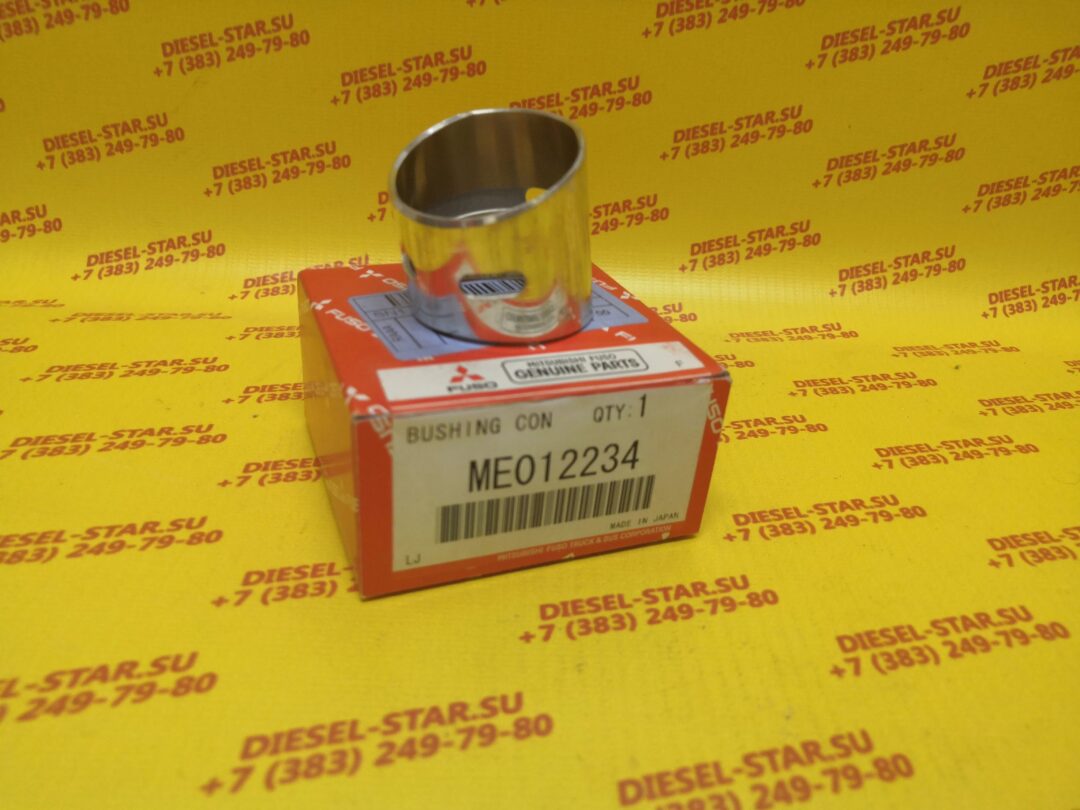 DIESEL-STAR.SU
+7 (383) 249-79-80
FUSO
MITSUBISHI FUSO
GENUINE PARTS
FUSO
F
BUSHING CON QTY:1
ME012234
MADE IN JAPAN
LJ
MITSUBISHI FUSO TRUCK & BUS CORPORATION